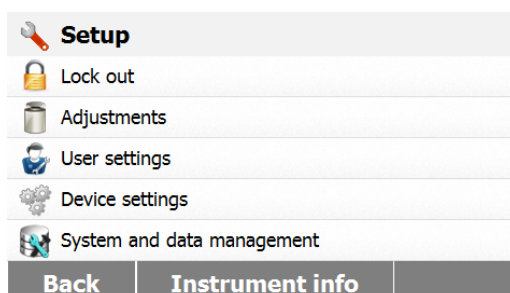 Setup
Lock out
Adjustments
User settings
Device settings
System and data management
Back Instrument info